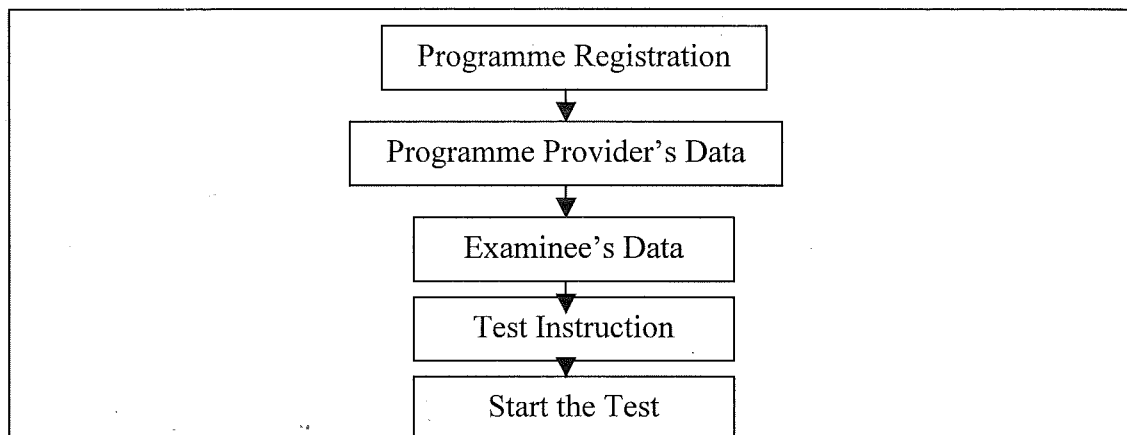 Programme Registration
Programme Provider’s Data
Examinee’s Data
Test Instruction
Start the Test